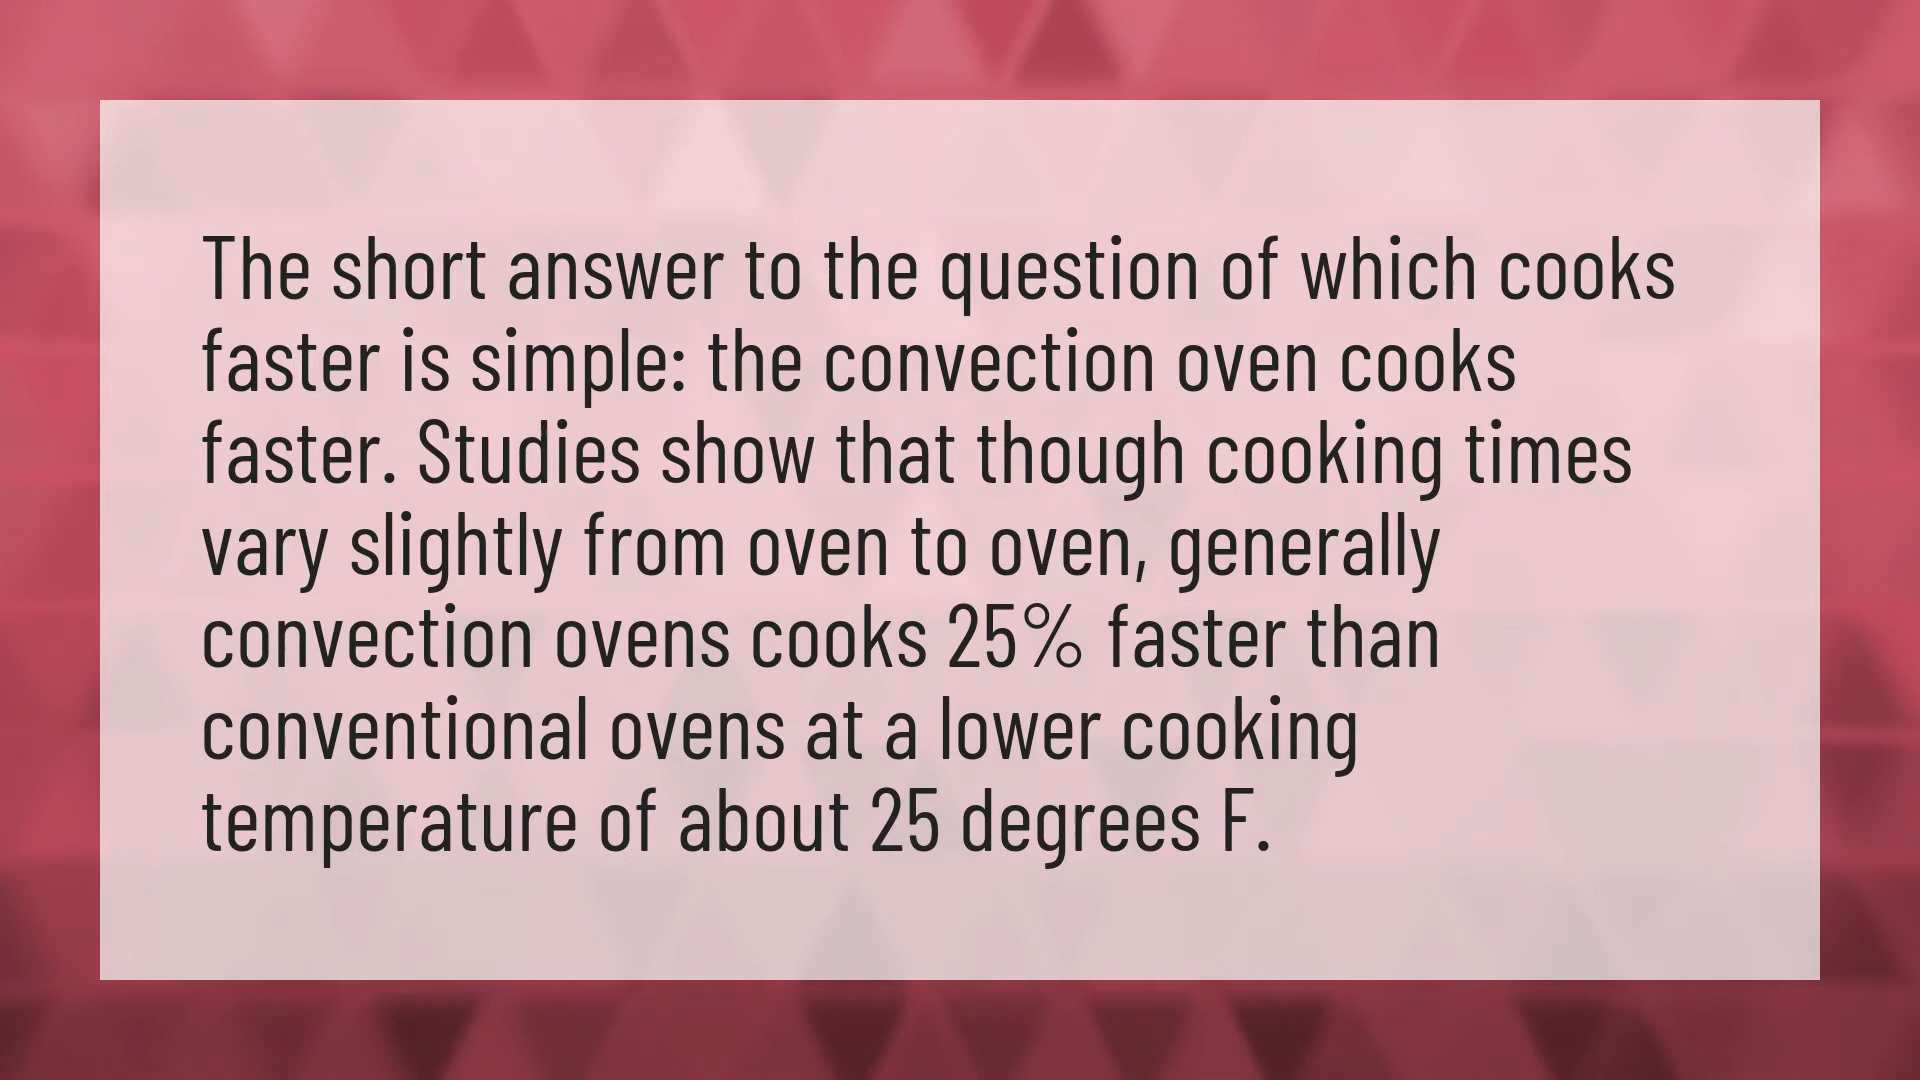 The short answer to the question of which cooks
faster is simple: the convection oven cooks
faster. Studies show that though cooking times
vary slightly from oven to oven, generally
convection ovens cooks 25% faster than
conventional ovens at a lower cooking
temperature of about 25 degrees F.